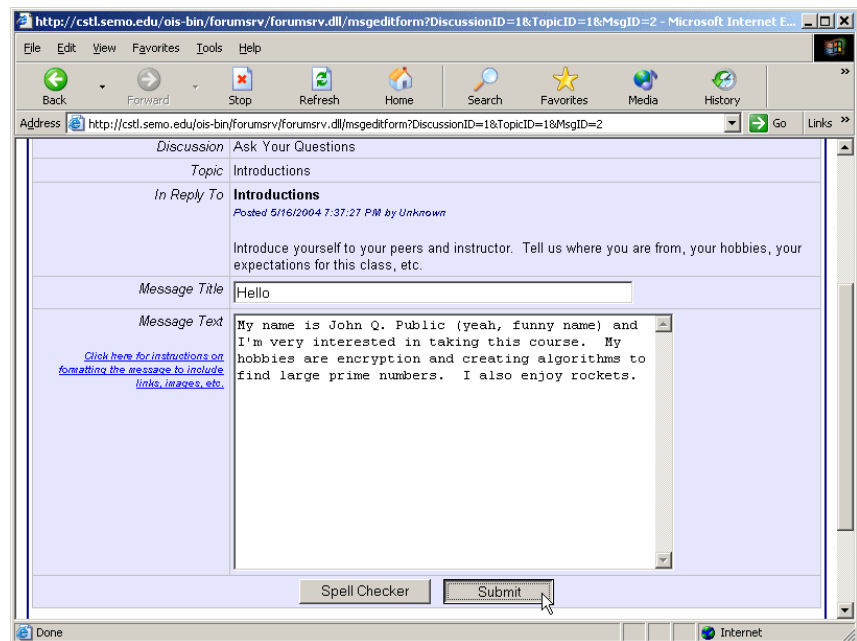 http://cstl.semo.edu/ois-bin/forumsrv/forumsrv.dll/msgeditform?DiscussionID=1&TopicID=1&MsgID=2 - Microsoft Internet E...
File Edit View Favorites Tools Help
Back Forward Stop Refresh Home Search Favorites Media History »
Address http://cstl.semo.edu/ois-bin/forumsrv/forumsrv.dll/msgeditform?DiscussionID=1&TopicID=1&MsgID=2 Go Links »
Discussion Ask Your Questions
Topic Introductions
In Reply To Introductions
Posted 5/16/2004 7:37:27 PM by Unknown
Introduce yourself to your peers and instructor. Tell us where you are from, your hobbies, your
expectations for this class, etc.
Message Title Hello
Message Text My name is John Q. Public (yeah, funny name) and
I'm very interested in taking this course. My
hobbies are encryption and creating algorithms to
find large prime numbers. I also enjoy rockets.
Click here for instructions on
formatting the message to include
links, images, etc.
Spell Checker Submit
Done Internet